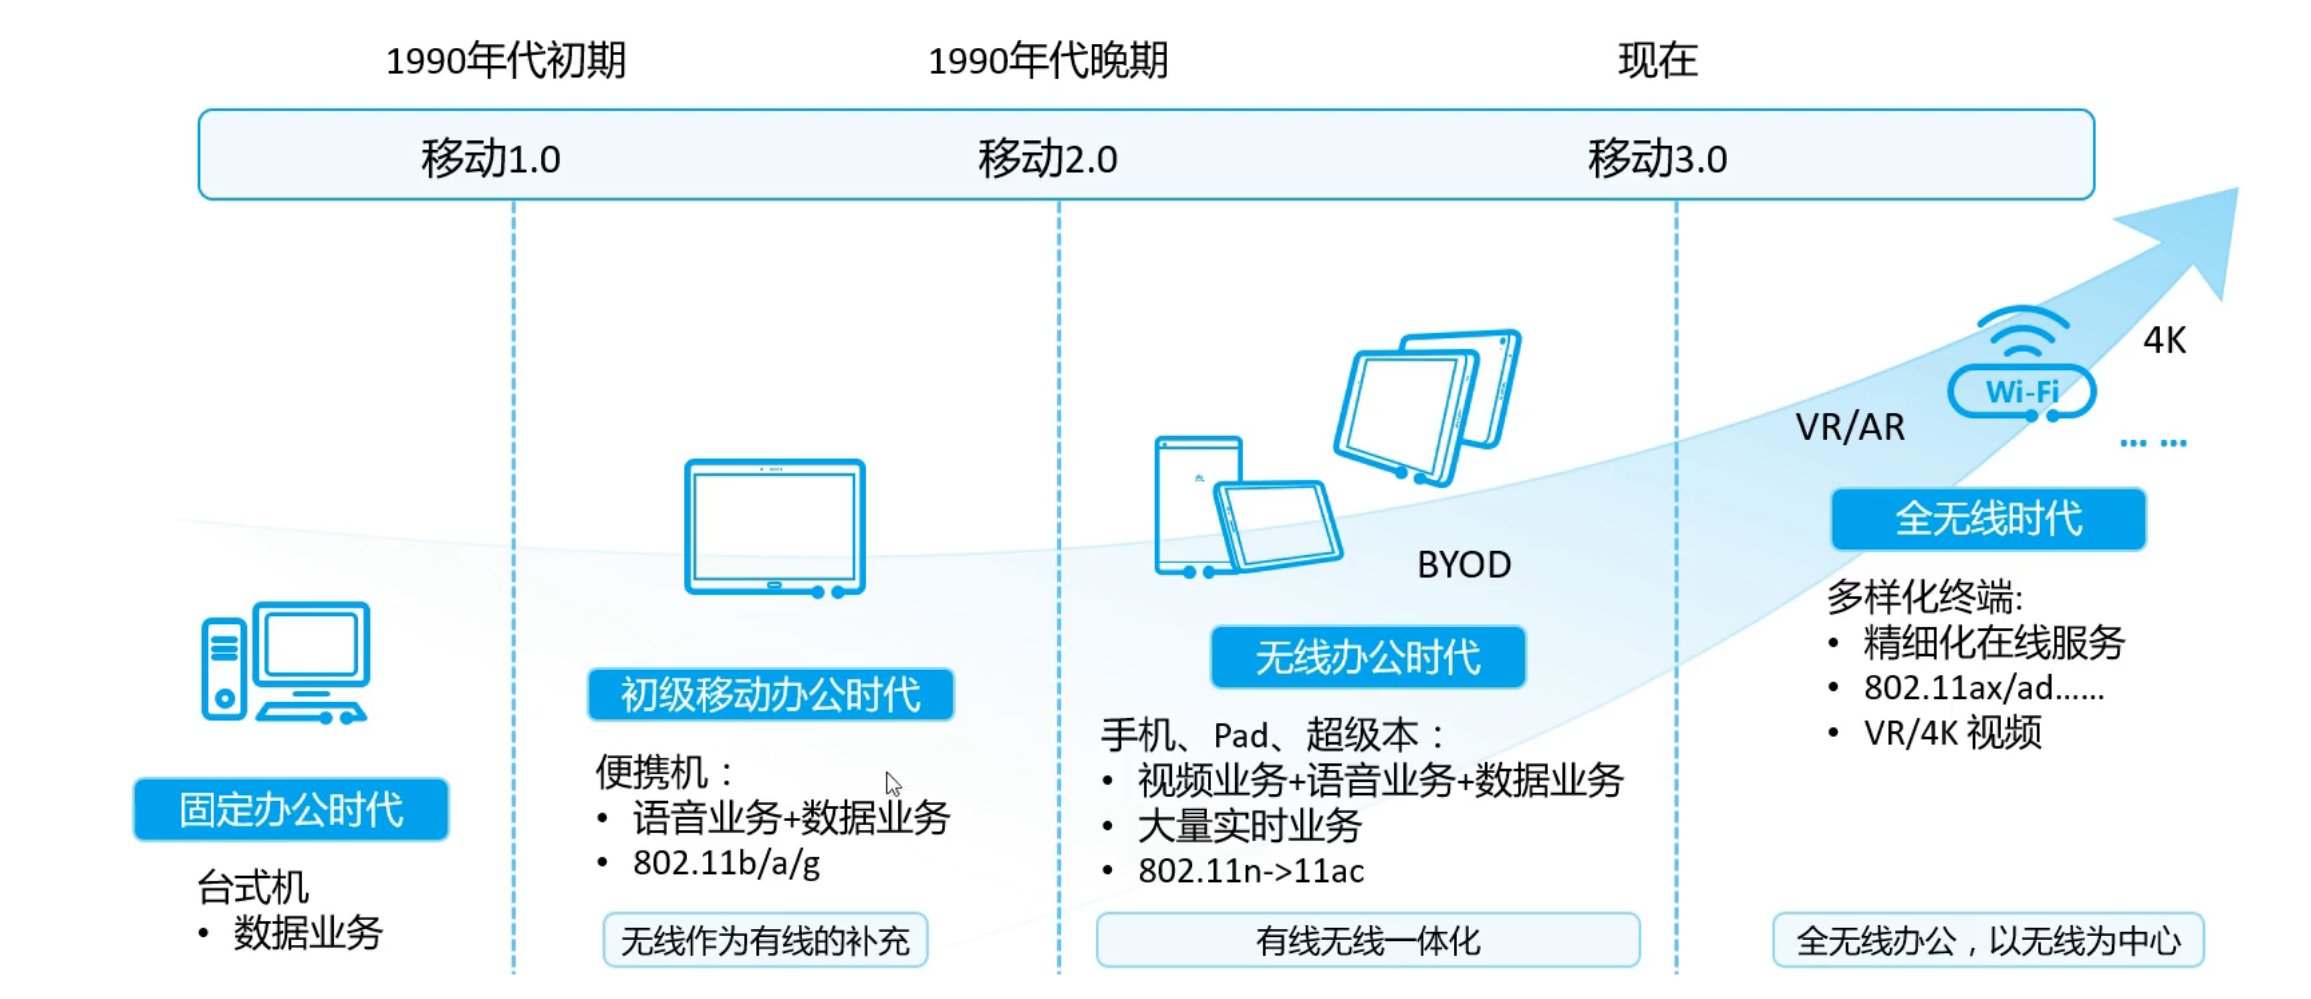 1990年代初期
1990年代晚期
现在
移动1.0
移动2.0
移动3.0
固定办公时代
台式机
• 数据业务
初级移动办公时代
便携机：
• 语音业务+数据业务
• 802.11b/a/g
无线作为有线的补充
BYOD
无线办公时代
手机、Pad、超级本：
• 视频业务+语音业务+数据业务
• 大量实时业务
• 802.11n->11ac
有线无线一体化
4K
Wi-Fi
VR/AR
... ...
全无线时代
多样化终端:
• 精细化在线服务
• 802.11ax/ad……
• VR/4K 视频
全无线办公，以无线为中心